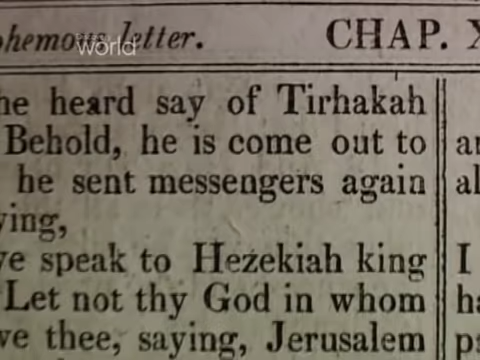 phemous letter. CHAP. X
world
he heard say of Tirhakah
Behold, he is come out to
he sent messengers again
ying,
ye speak to Hezekiah king
Let not thy God in whom
ve thee, saying, Jerusalem
I